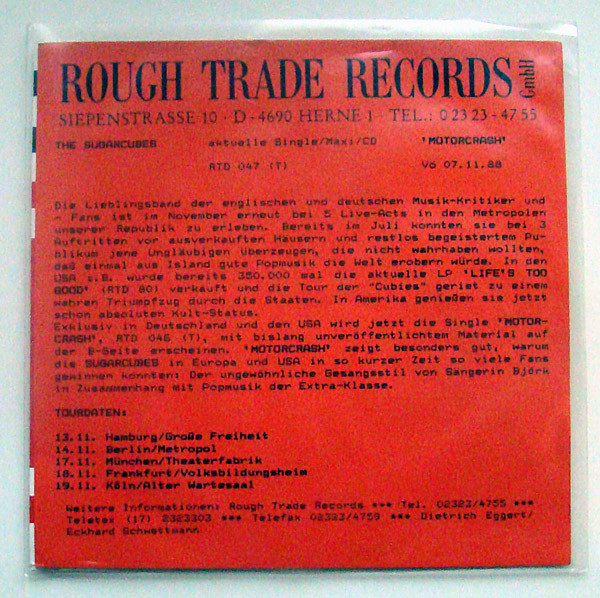 ROUGH TRADE RECORDS GmbH
SIEPENSTRASSE 10 · D-4690 HERNE 1 · TEL.: 0 23 23 - 47 55
THE SUGARCUBES aktuelle Single/Maxi/CD 'MOTORCRASH'
RTD 047 (T) Vö 07.11.88
Die Lieblingsband der englischen und deutschen Musik-Kritiker und
- Fans ist im November erneut bei 5 Live-Acts in den Metropolen
unserer Republik zu erleben. Bereits im Juli konnten sie bei 3
Auftritten vor ausverkauften Häusern und restlos begeistertem Pu-
blikum jene Ungläubigen überzeugen, die nicht wahrhaben wollten,
daß einmal aus Island gute Popmusik die Welt erobern würde. In den
USA z.B. wurde bereits 350.000 mal die aktuelle LP 'LIFE'S TOO
GOOD' (RTD 80) verkauft und die Tour der "Cubies" geriet zu einem
wahren Triumpfzug durch die Staaten. In Amerika genießen sie jetzt
schon absoluten Kult-Status.
Exklusiv in Deutschland und den USA wird jetzt die Single 'MOTOR-
CRASH', RTD 046 (T), mit bislang unveröffentlichtem Material auf
der B-Seite erscheinen. 'MOTORCRASH' zeigt besonders gut, warum
die SUGARCUBES in Europa und USA in so kurzer Zeit so viele Fans
gewinnen konnten: Der ungewöhnliche Gesangsstil von Sängerin Björk
in Zusammenhang mit Popmusik der Extra-Klasse.
TOURDATEN:
13.11. Hamburg/Große Freiheit
14.11. Berlin/Metropol
17.11. München/Theaterfabrik
18.11. Frankfurt/Volksbildungsheim
19.11. Köln/Alter Wartesaal
Weitere Informationen: Rough Trade Records *** Tel. 02323/4755 ***
Teletex (17) 2323303 *** Telefax 02323/4759 *** Dietrich Eggert/
Eckhard Schwettmann